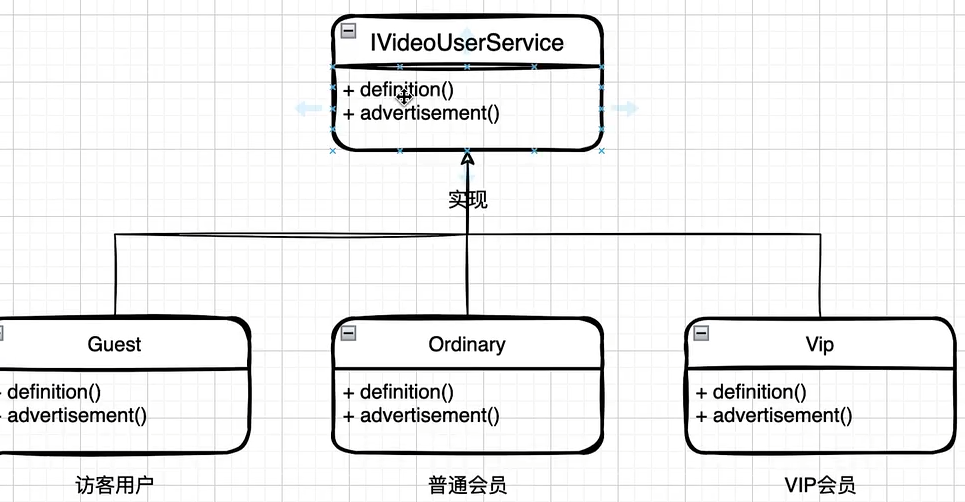 IVideoUserService
+ definition()
+ advertisement()
实现
Guest
definition()
advertisement()
Ordinary
+ definition()
+ advertisement()
Vip
+ definition()
+ advertisement()
访客用户
普通会员
VIP会员